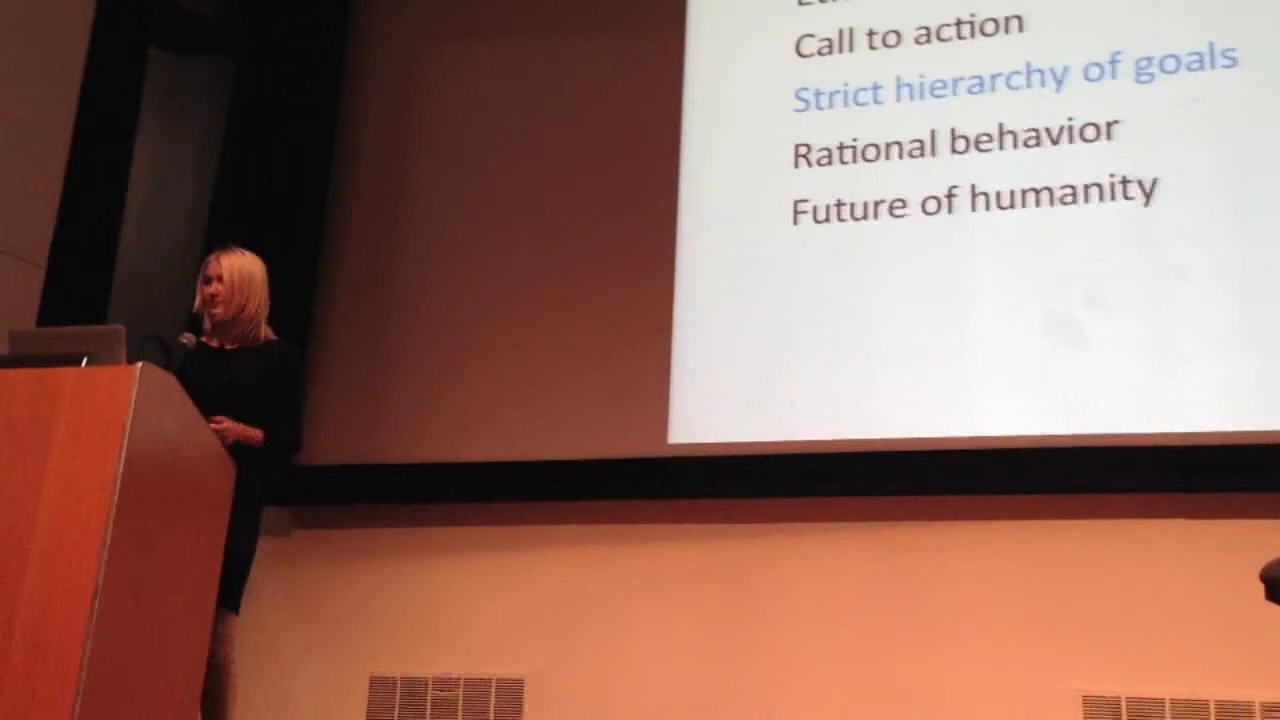 Call to action
Strict hierarchy of goals
Rational behavior
Future of humanity